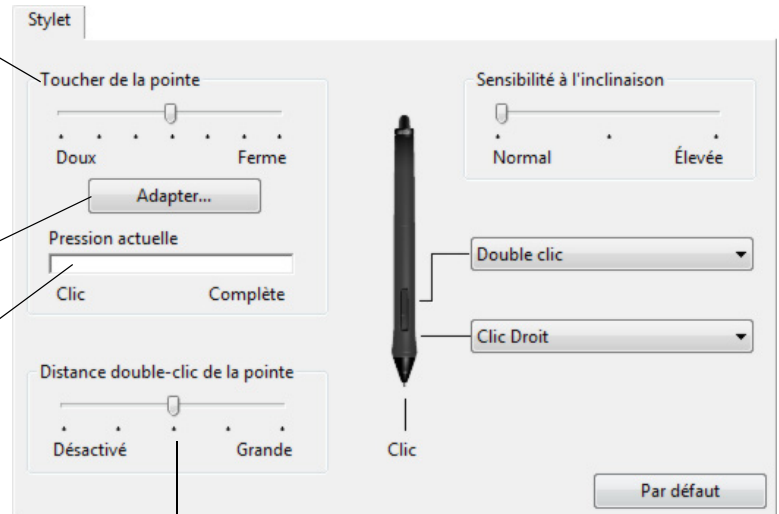 Stylet
Toucher de la pointe
Doux Ferme
Adapter...
Pression actuelle
Clic Complète
Distance double-clic de la pointe
Désactivé Grande
Sensibilité à l'inclinaison
Normal Élevée
Double clic
Clic Droit
Clic
Par défaut